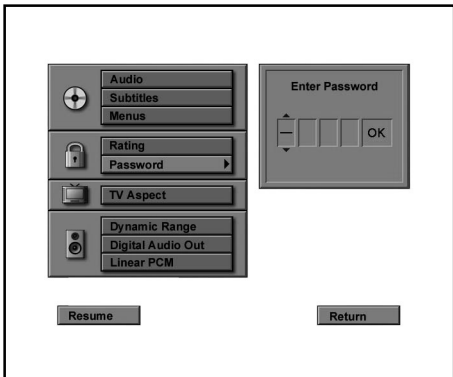 Audio
Subtitles
Menus
Rating
Password
TV Aspect
Dynamic Range
Digital Audio Out
Linear PCM
Enter Password
OK
Resume
Return